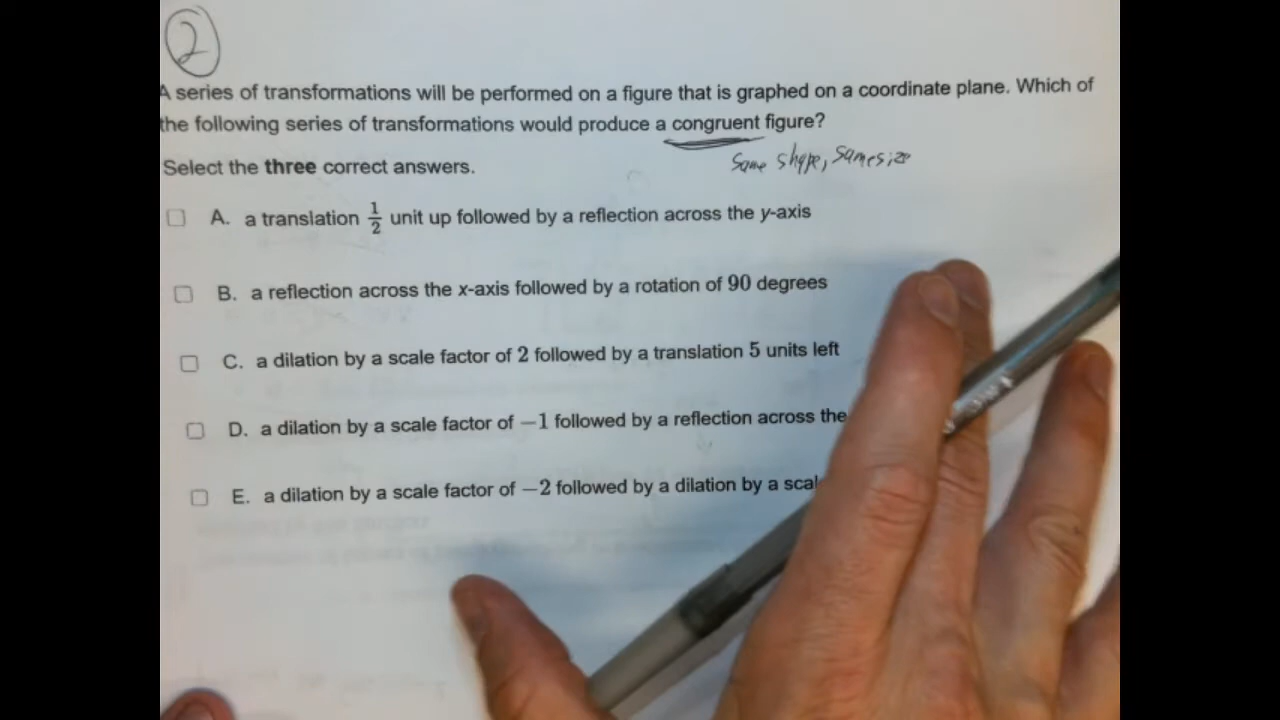 2
A series of transformations will be performed on a figure that is graphed on a coordinate plane. Which of
the following series of transformations would produce a congruent figure?
Same shape, same size
Select the three correct answers.
A. a translation 1/2 unit up followed by a reflection across the y-axis
B. a reflection across the x-axis followed by a rotation of 90 degrees
C. a dilation by a scale factor of 2 followed by a translation 5 units left
D. a dilation by a scale factor of −1 followed by a reflection across the
E. a dilation by a scale factor of −2 followed by a dilation by a